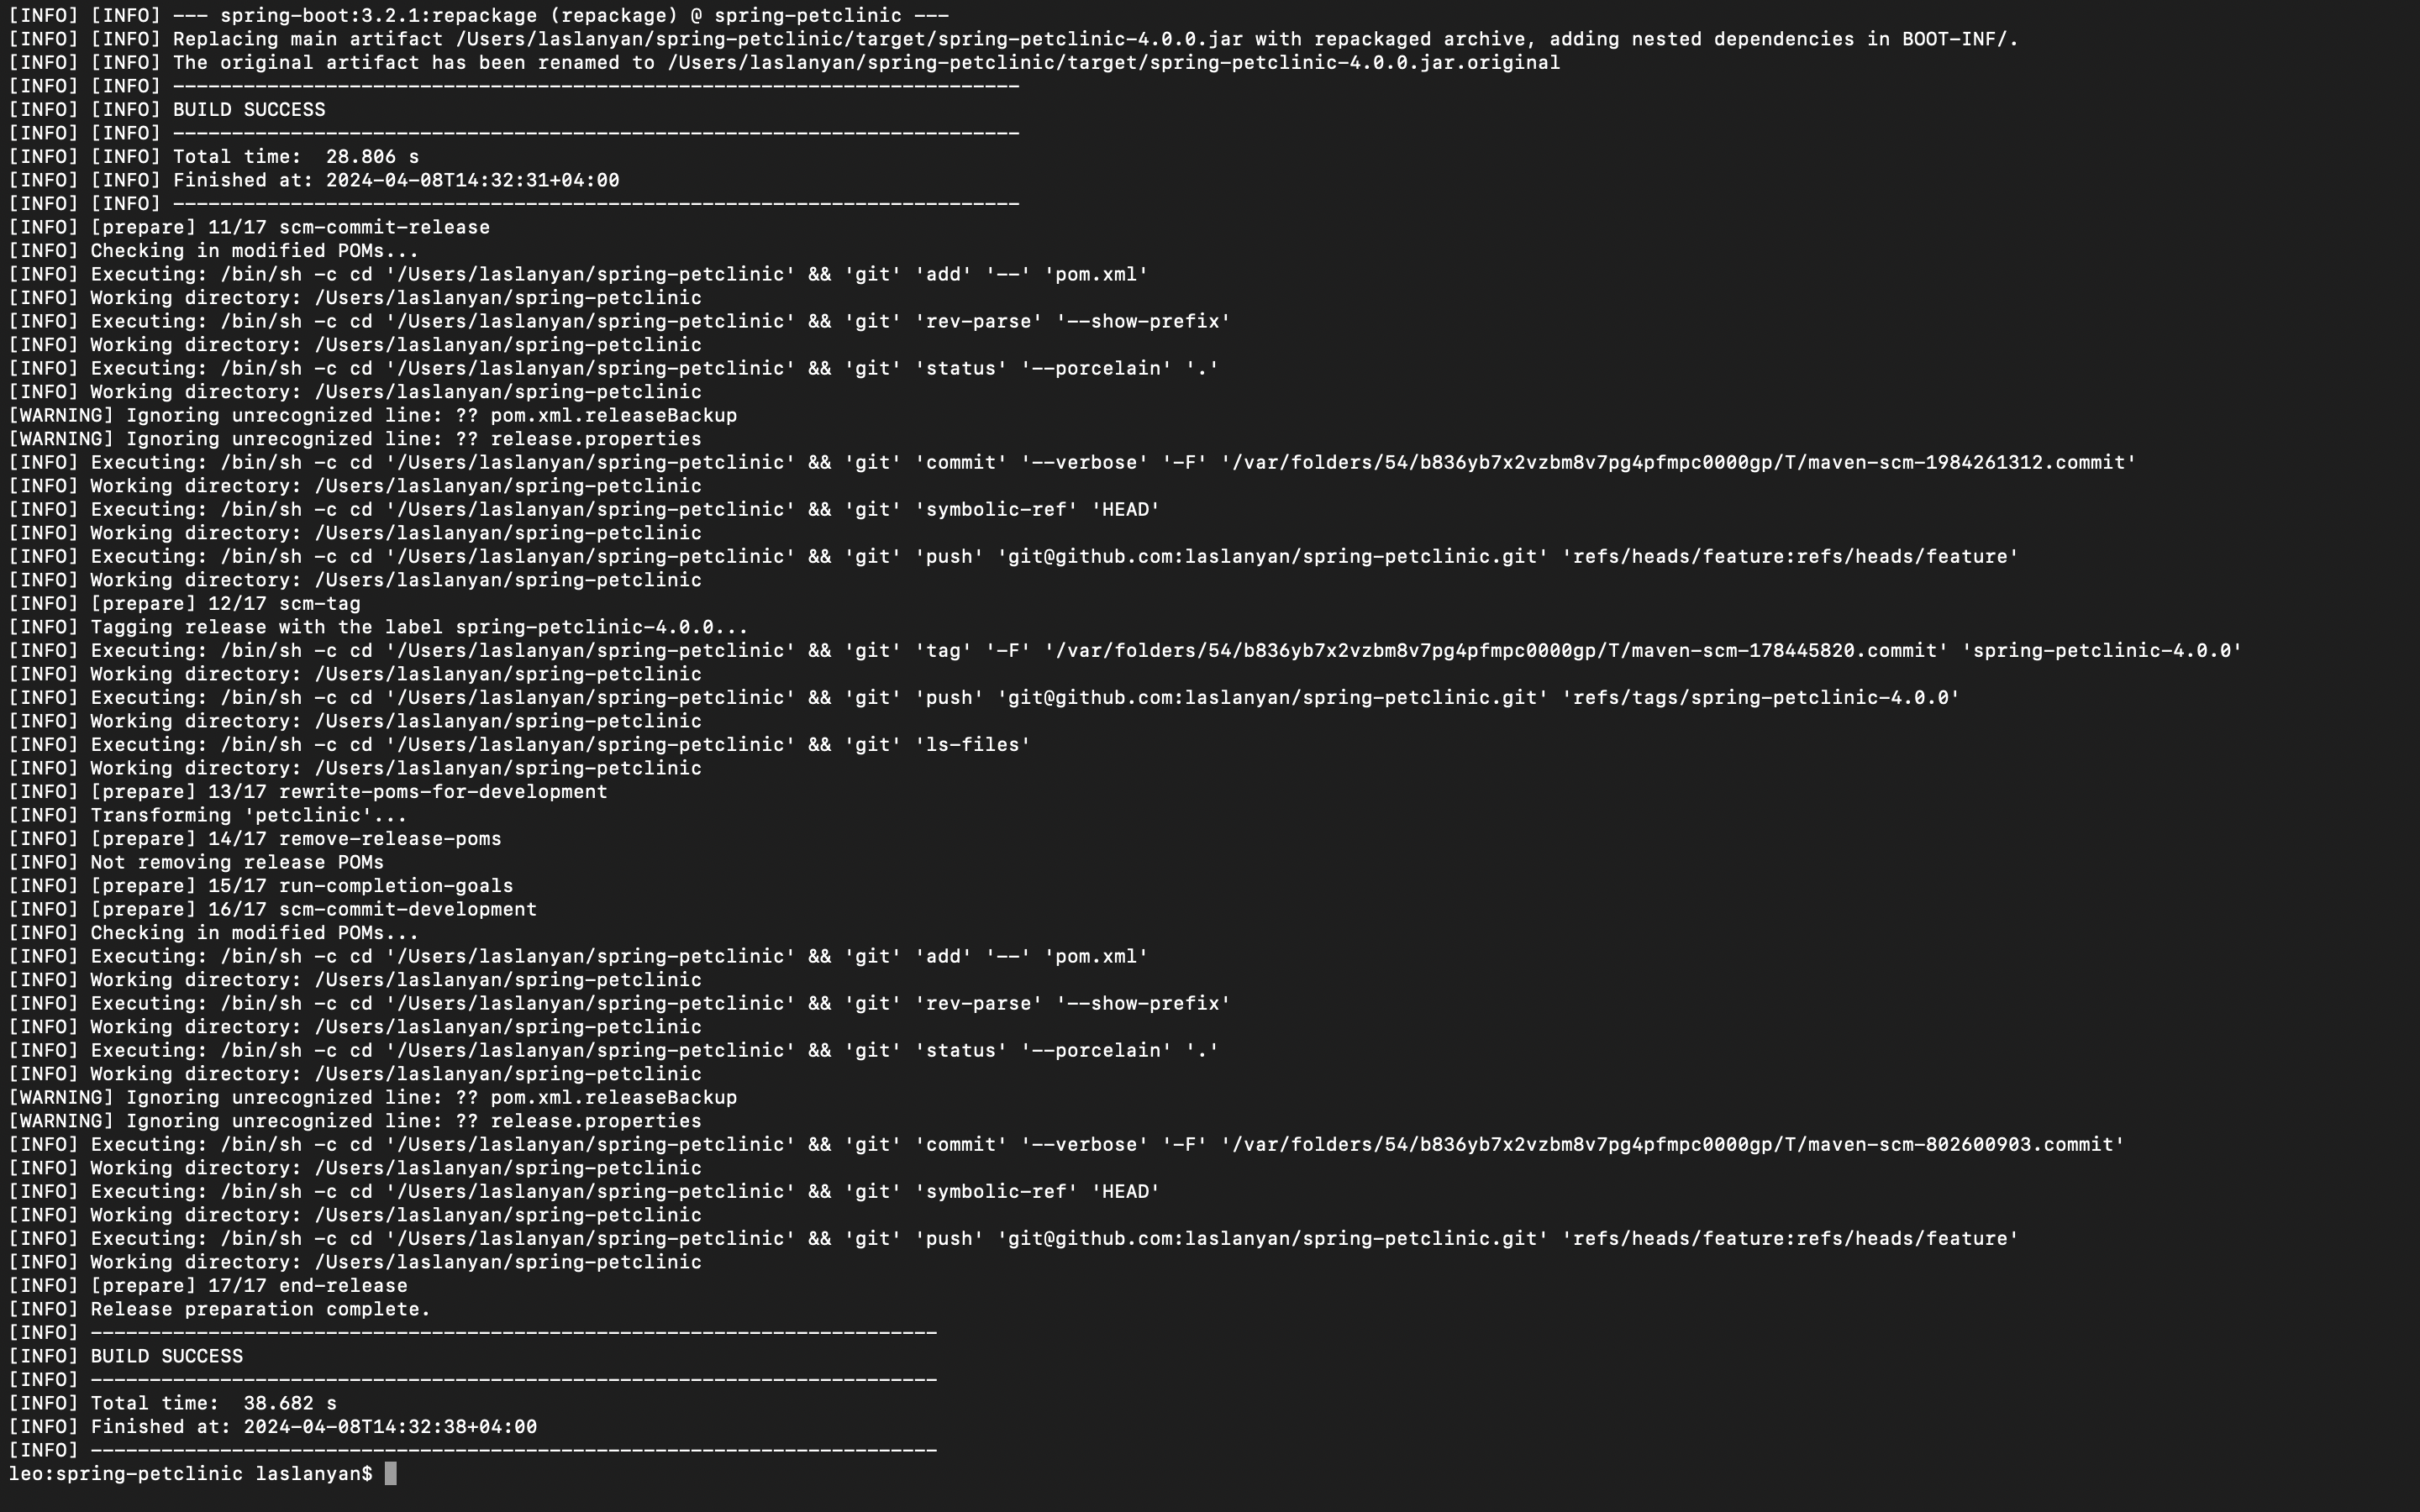 [INFO] [INFO] --- spring-boot:3.2.1:repackage (repackage) @ spring-petclinic ---
[INFO] [INFO] Replacing main artifact /Users/laslanyan/spring-petclinic/target/spring-petclinic-4.0.0.jar with repackaged archive, adding nested dependencies in BOOT-INF/.
[INFO] [INFO] The original artifact has been renamed to /Users/laslanyan/spring-petclinic/target/spring-petclinic-4.0.0.jar.original
[INFO] [INFO] ------------------------------------------------------------------------
[INFO] [INFO] BUILD SUCCESS
[INFO] [INFO] ------------------------------------------------------------------------
[INFO] [INFO] Total time:  28.806 s
[INFO] [INFO] Finished at: 2024-04-08T14:32:31+04:00
[INFO] [INFO] ------------------------------------------------------------------------
[INFO] [prepare] 11/17 scm-commit-release
[INFO] Checking in modified POMs...
[INFO] Executing: /bin/sh -c cd '/Users/laslanyan/spring-petclinic' && 'git' 'add' '--' 'pom.xml'
[INFO] Working directory: /Users/laslanyan/spring-petclinic
[INFO] Executing: /bin/sh -c cd '/Users/laslanyan/spring-petclinic' && 'git' 'rev-parse' '--show-prefix'
[INFO] Working directory: /Users/laslanyan/spring-petclinic
[INFO] Executing: /bin/sh -c cd '/Users/laslanyan/spring-petclinic' && 'git' 'status' '--porcelain' '.'
[INFO] Working directory: /Users/laslanyan/spring-petclinic
[WARNING] Ignoring unrecognized line: ?? pom.xml.releaseBackup
[WARNING] Ignoring unrecognized line: ?? release.properties
[INFO] Executing: /bin/sh -c cd '/Users/laslanyan/spring-petclinic' && 'git' 'commit' '--verbose' '-F' '/var/folders/54/b836yb7x2vzbm8v7pg4pfmpc0000gp/T/maven-scm-1984261312.commit'
[INFO] Working directory: /Users/laslanyan/spring-petclinic
[INFO] Executing: /bin/sh -c cd '/Users/laslanyan/spring-petclinic' && 'git' 'symbolic-ref' 'HEAD'
[INFO] Working directory: /Users/laslanyan/spring-petclinic
[INFO] Executing: /bin/sh -c cd '/Users/laslanyan/spring-petclinic' && 'git' 'push' 'git@github.com:laslanyan/spring-petclinic.git' 'refs/heads/feature:refs/heads/feature'
[INFO] Working directory: /Users/laslanyan/spring-petclinic
[INFO] [prepare] 12/17 scm-tag
[INFO] Tagging release with the label spring-petclinic-4.0.0...
[INFO] Executing: /bin/sh -c cd '/Users/laslanyan/spring-petclinic' && 'git' 'tag' '-F' '/var/folders/54/b836yb7x2vzbm8v7pg4pfmpc0000gp/T/maven-scm-178445820.commit' 'spring-petclinic-4.0.0'
[INFO] Working directory: /Users/laslanyan/spring-petclinic
[INFO] Executing: /bin/sh -c cd '/Users/laslanyan/spring-petclinic' && 'git' 'push' 'git@github.com:laslanyan/spring-petclinic.git' 'refs/tags/spring-petclinic-4.0.0'
[INFO] Working directory: /Users/laslanyan/spring-petclinic
[INFO] Executing: /bin/sh -c cd '/Users/laslanyan/spring-petclinic' && 'git' 'ls-files'
[INFO] Working directory: /Users/laslanyan/spring-petclinic
[INFO] [prepare] 13/17 rewrite-poms-for-development
[INFO] Transforming 'petclinic'...
[INFO] [prepare] 14/17 remove-release-poms
[INFO] Not removing release POMs
[INFO] [prepare] 15/17 run-completion-goals
[INFO] [prepare] 16/17 scm-commit-development
[INFO] Checking in modified POMs...
[INFO] Executing: /bin/sh -c cd '/Users/laslanyan/spring-petclinic' && 'git' 'add' '--' 'pom.xml'
[INFO] Working directory: /Users/laslanyan/spring-petclinic
[INFO] Executing: /bin/sh -c cd '/Users/laslanyan/spring-petclinic' && 'git' 'rev-parse' '--show-prefix'
[INFO] Working directory: /Users/laslanyan/spring-petclinic
[INFO] Executing: /bin/sh -c cd '/Users/laslanyan/spring-petclinic' && 'git' 'status' '--porcelain' '.'
[INFO] Working directory: /Users/laslanyan/spring-petclinic
[WARNING] Ignoring unrecognized line: ?? pom.xml.releaseBackup
[WARNING] Ignoring unrecognized line: ?? release.properties
[INFO] Executing: /bin/sh -c cd '/Users/laslanyan/spring-petclinic' && 'git' 'commit' '--verbose' '-F' '/var/folders/54/b836yb7x2vzbm8v7pg4pfmpc0000gp/T/maven-scm-802600903.commit'
[INFO] Working directory: /Users/laslanyan/spring-petclinic
[INFO] Executing: /bin/sh -c cd '/Users/laslanyan/spring-petclinic' && 'git' 'symbolic-ref' 'HEAD'
[INFO] Working directory: /Users/laslanyan/spring-petclinic
[INFO] Executing: /bin/sh -c cd '/Users/laslanyan/spring-petclinic' && 'git' 'push' 'git@github.com:laslanyan/spring-petclinic.git' 'refs/heads/feature:refs/heads/feature'
[INFO] Working directory: /Users/laslanyan/spring-petclinic
[INFO] [prepare] 17/17 end-release
[INFO] Release preparation complete.
[INFO] ------------------------------------------------------------------------
[INFO] BUILD SUCCESS
[INFO] ------------------------------------------------------------------------
[INFO] Total time:  38.682 s
[INFO] Finished at: 2024-04-08T14:32:38+04:00
[INFO] ------------------------------------------------------------------------
leo:spring-petclinic laslanyan$